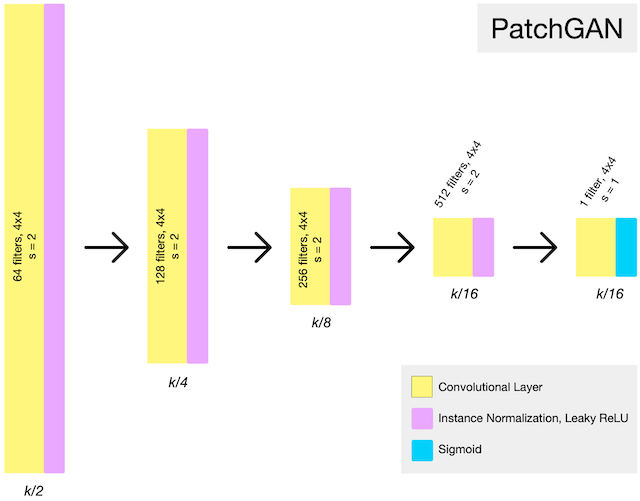 PatchGAN
64 filters, 4x4
s = 2
k/2
128 filters, 4x4
s = 2
k/4
256 filters, 4x4
s = 2
k/8
512 filters, 4x4
s = 2
k/16
1 filter, 4x4
s = 1
k/16
Convolutional Layer
Instance Normalization, Leaky ReLU
Sigmoid